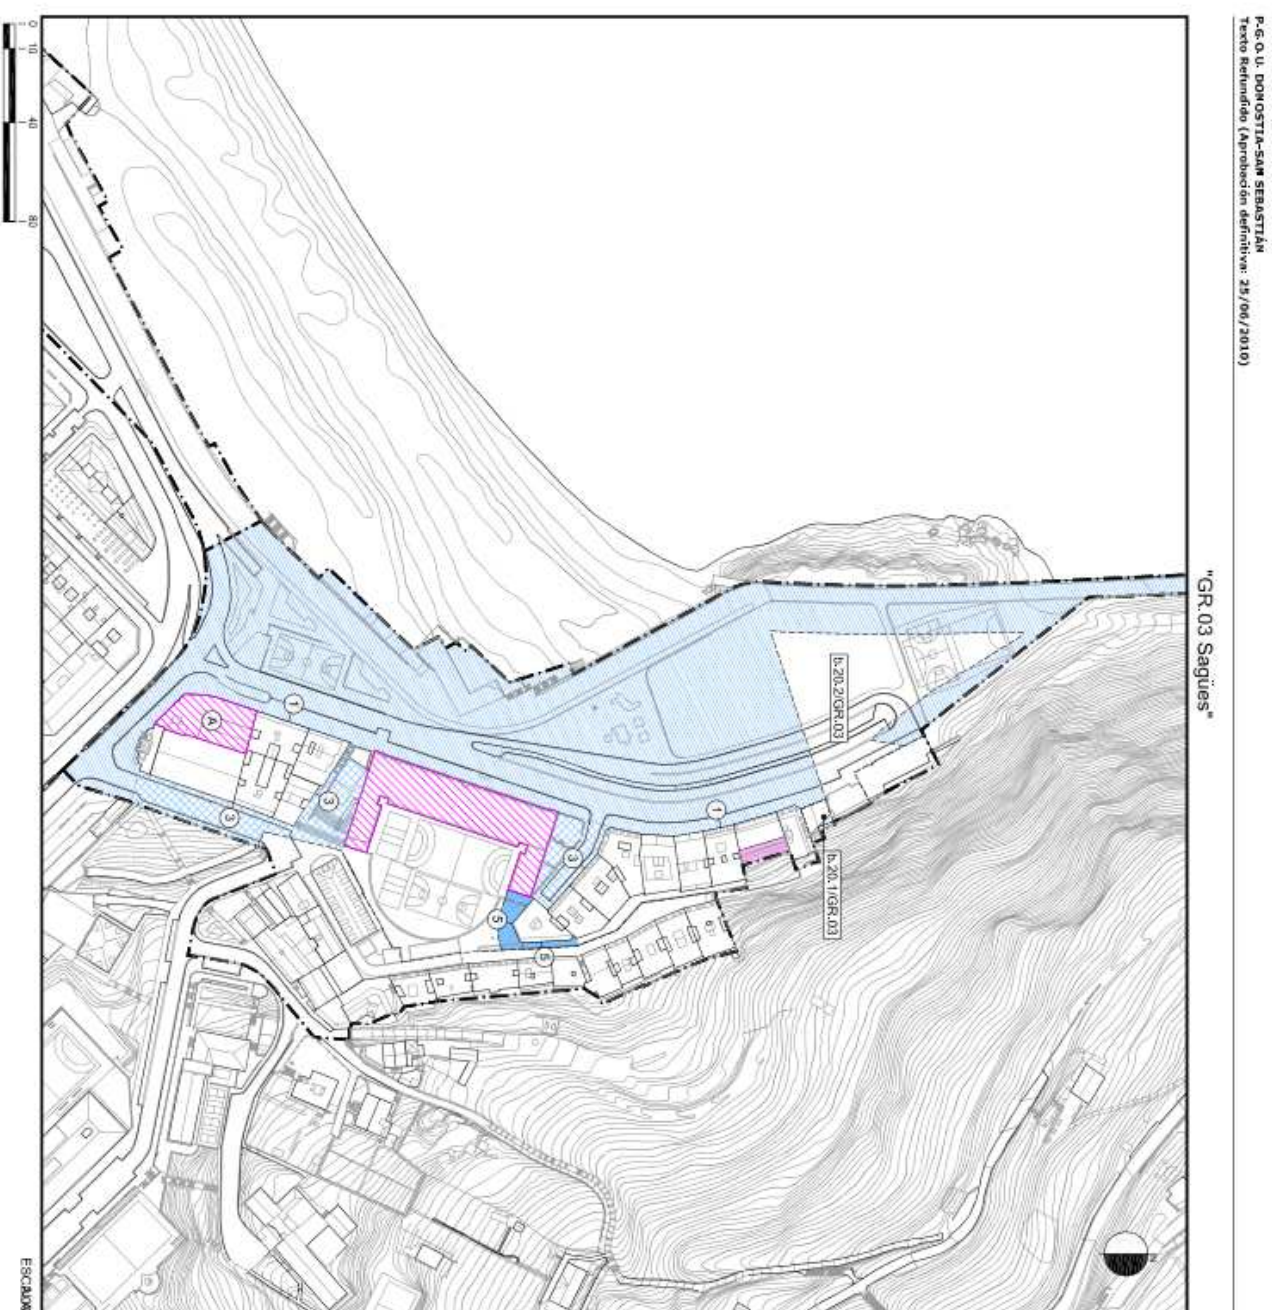 P.G.O.U. DONOSTIA-SAN SEBASTIÁN
Texto Refundido (Aprobación definitiva: 25/06/2010)
"GR.03 Sagües"
0
10
40
80
b.20.2/GR.03
b.20.1/GR.03
1
A
3
3
1
3
5
5
N